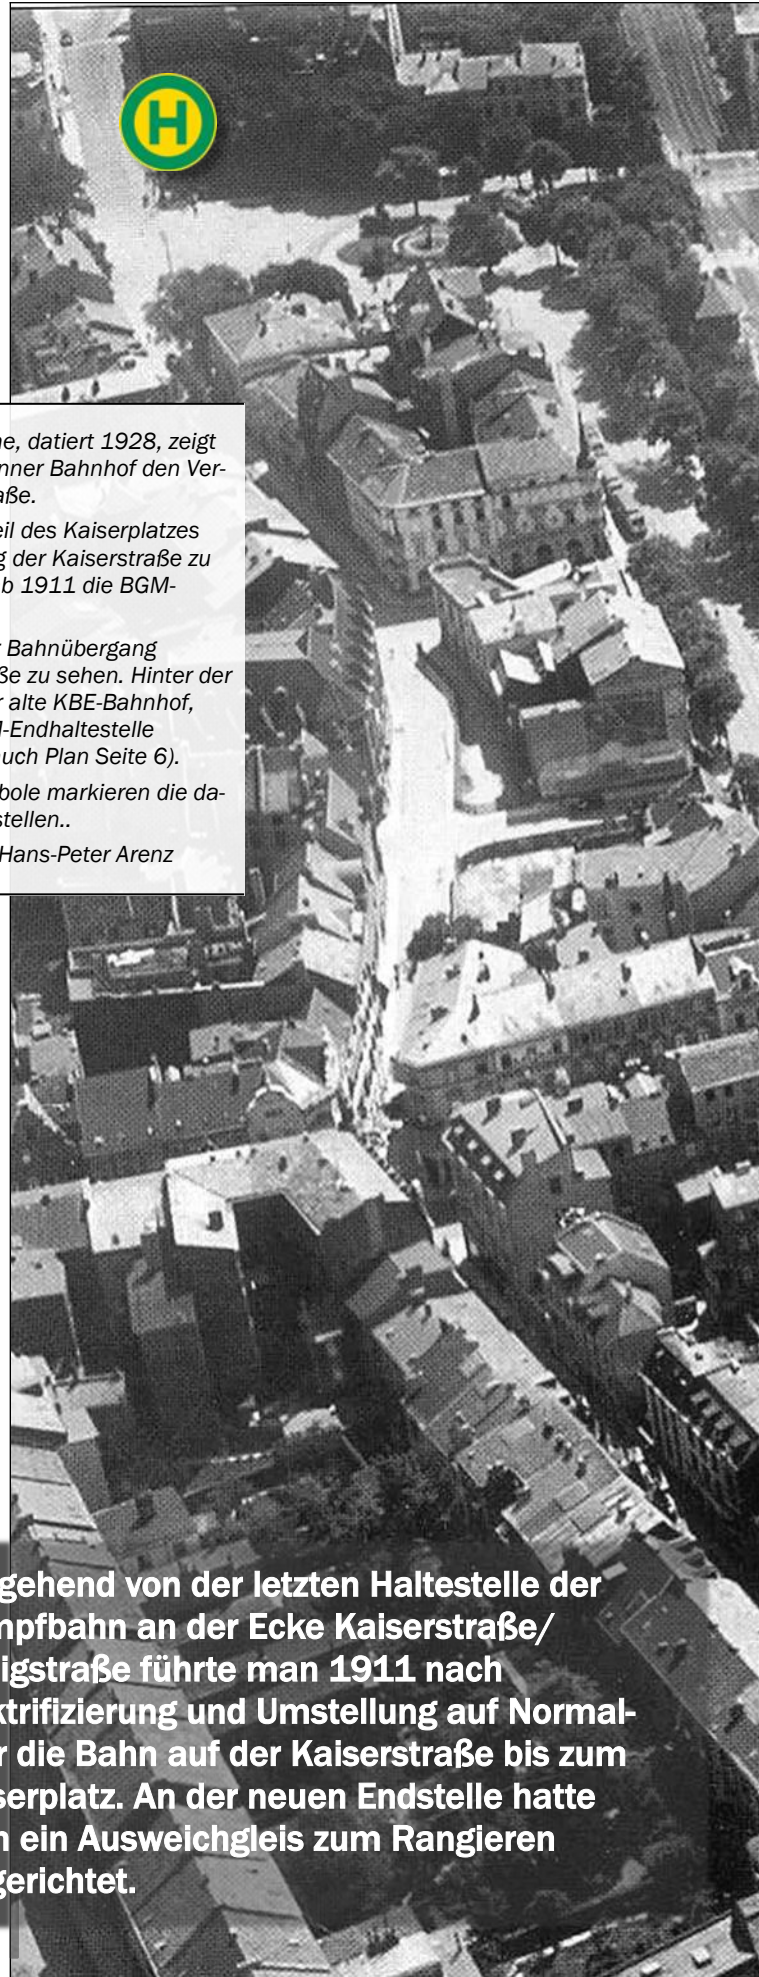 H
ne, datiert 1928, zeigt
nner Bahnhof den Ver-
aße.
eil des Kaiserplatzes
g der Kaiserstraße zu
b 1911 die BGM-
r Bahnübergang
ße zu sehen. Hinter der
r alte KBE-Bahnhof,
M-Endhaltestelle
uch Plan Seite 6).
bole markieren die da-
stellen..
Hans-Peter Arenz
gehend von der letzten Haltestelle der
mpfbahn an der Ecke Kaiserstraße/
igstraße führte man 1911 nach
ktrifizierung und Umstellung auf Normal-
r die Bahn auf der Kaiserstraße bis zum
serplatz. An der neuen Endstelle hatte
n ein Ausweichgleis zum Rangieren
gerichtet.